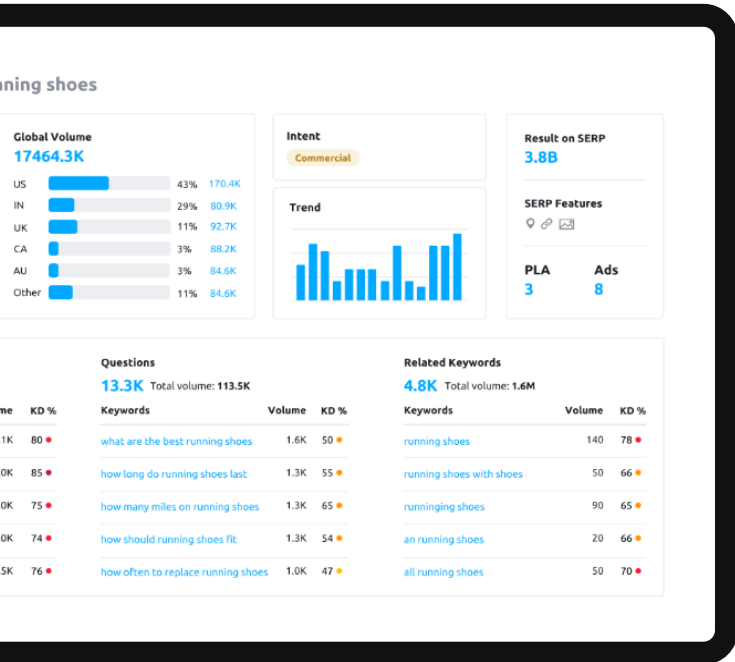 nning shoes
Global Volume
17464.3K
US 43% 170.4K
IN 29% 80.9K
UK 11% 92.7K
CA 3% 88.2K
AU 3% 84.6K
Other 11% 84.6K
Intent
Commercial
Trend
Result on SERP
3.8B
SERP Features
PLA Ads
3 8
me KD %
.1K 80
.0K 85
.0K 75
.0K 74
.5K 76
Questions
13.3K Total volume: 113.5K
Keywords Volume KD %
what are the best running shoes 1.6K 50
how long do running shoes last 1.3K 55
how many miles on running shoes 1.3K 65
how should running shoes fit 1.3K 54
how often to replace running shoes 1.0K 47
Related Keywords
4.8K Total volume: 1.6M
Keywords Volume KD %
running shoes 140 78
running shoes with shoes 50 66
runninging shoes 90 65
an running shoes 20 66
all running shoes 50 70